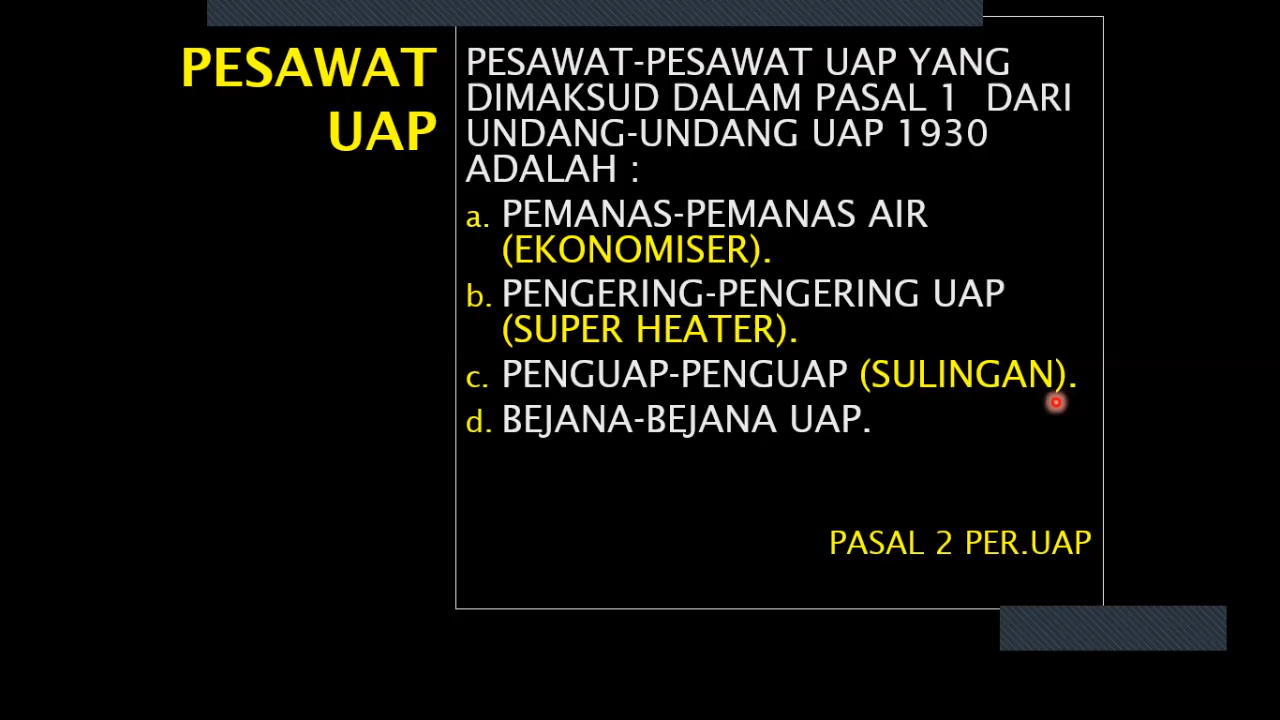 PESAWAT
UAP
PESAWAT-PESAWAT UAP YANG
DIMAKSUD DALAM PASAL 1 DARI
UNDANG-UNDANG UAP 1930
ADALAH :
a. PEMANAS-PEMANAS AIR
(EKONOMISER).
b. PENGERING-PENGERING UAP
(SUPER HEATER).
c. PENGUAP-PENGUAP (SULINGAN).
d. BEJANA-BEJANA UAP.
PASAL 2 PER.UAP